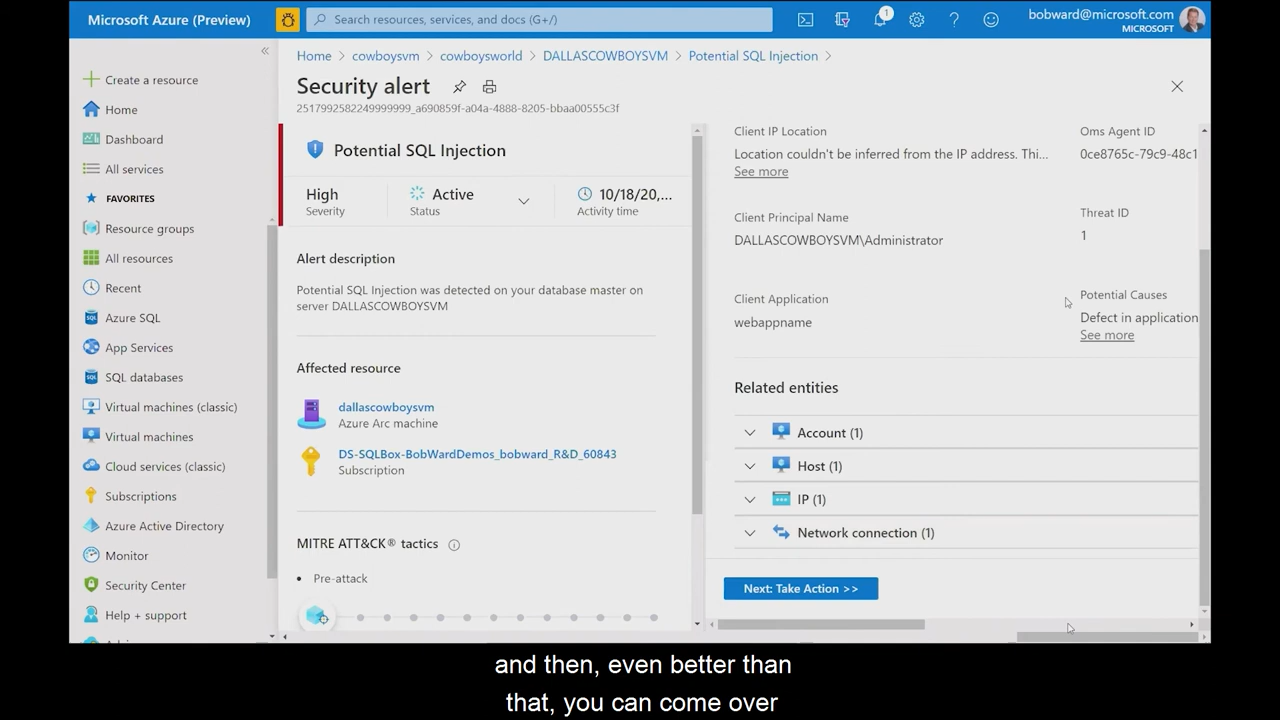 Microsoft Azure (Preview)
Search resources, services, and docs (G+/)
1
bobward@microsoft.com
MICROSOFT
Create a resource
Home
Dashboard
All services
FAVORITES
Resource groups
All resources
Recent
Azure SQL
App Services
SQL databases
Virtual machines (classic)
Virtual machines
Cloud services (classic)
Subscriptions
Azure Active Directory
Monitor
Security Center
Help + support
Home > cowboysvm > cowboysworld > DALLASCOWBOYSVM > Potential SQL Injection >
Security alert
2517992582249999999_a690859f-a04a-4888-8205-bbaa00555c3f
Potential SQL Injection
High
Severity
Active
Status
10/18/20,...
Activity time
Alert description
Potential SQL Injection was detected on your database master on
server DALLASCOWBOYSVM
Affected resource
dallascowboysvm
Azure Arc machine
DS-SQLBox-BobWardDemos_bobward_R&D_60843
Subscription
MITRE ATT&CK® tactics
Pre-attack
Client IP Location
Location couldn't be inferred from the IP address. Thi...
See more
Oms Agent ID
0ce8765c-79c9-48c1
Client Principal Name
DALLASCOWBOYSVM\Administrator
Threat ID
1
Client Application
webappname
Potential Causes
Defect in application
See more
Related entities
Account (1)
Host (1)
IP (1)
Network connection (1)
Next: Take Action >>
and then, even better than
that, you can come over